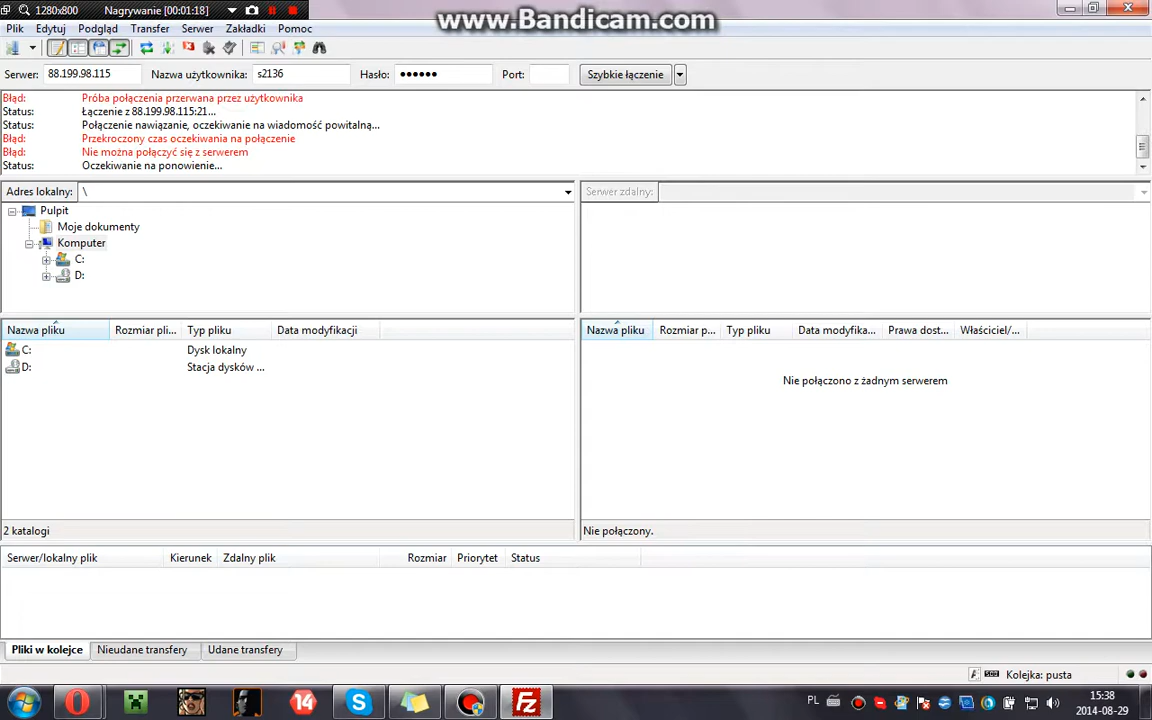 1280x800 Nagrywanie [00:01:18]
www.Bandicam.com
Plik Edytuj Podgląd Transfer Serwer Zakładki Pomoc
Serwer: 88.199.98.115 Nazwa użytkownika: s2136 Hasło: ●●●●●● Port: Szybkie łączenie
Błąd: Próba połączenia przerwana przez użytkownika
Status: Łączenie z 88.199.98.115:21...
Status: Połączenie nawiązanie, oczekiwanie na wiadomość powitalną...
Błąd: Przekroczony czas oczekiwania na połączenie
Błąd: Nie można połączyć się z serwerem
Status: Oczekiwanie na ponowienie...
Adres lokalny: \ Serwer zdalny:
Pulpit
Moje dokumenty
Komputer
C:
D:
Nazwa pliku Rozmiar pli... Typ pliku Data modyfikacji
C: Dysk lokalny
D: Stacja dysków ...
2 katalogi
Nazwa pliku Rozmiar p... Typ pliku Data modyfika... Prawa dost... Właściciel/...
Nie połączono z żadnym serwerem
Nie połączony.
Serwer/lokalny plik Kierunek Zdalny plik Rozmiar Priorytet Status
Pliki w kolejce Nieudane transfery Udane transfery
Kolejka: pusta
14
PL
15:38
2014-08-29